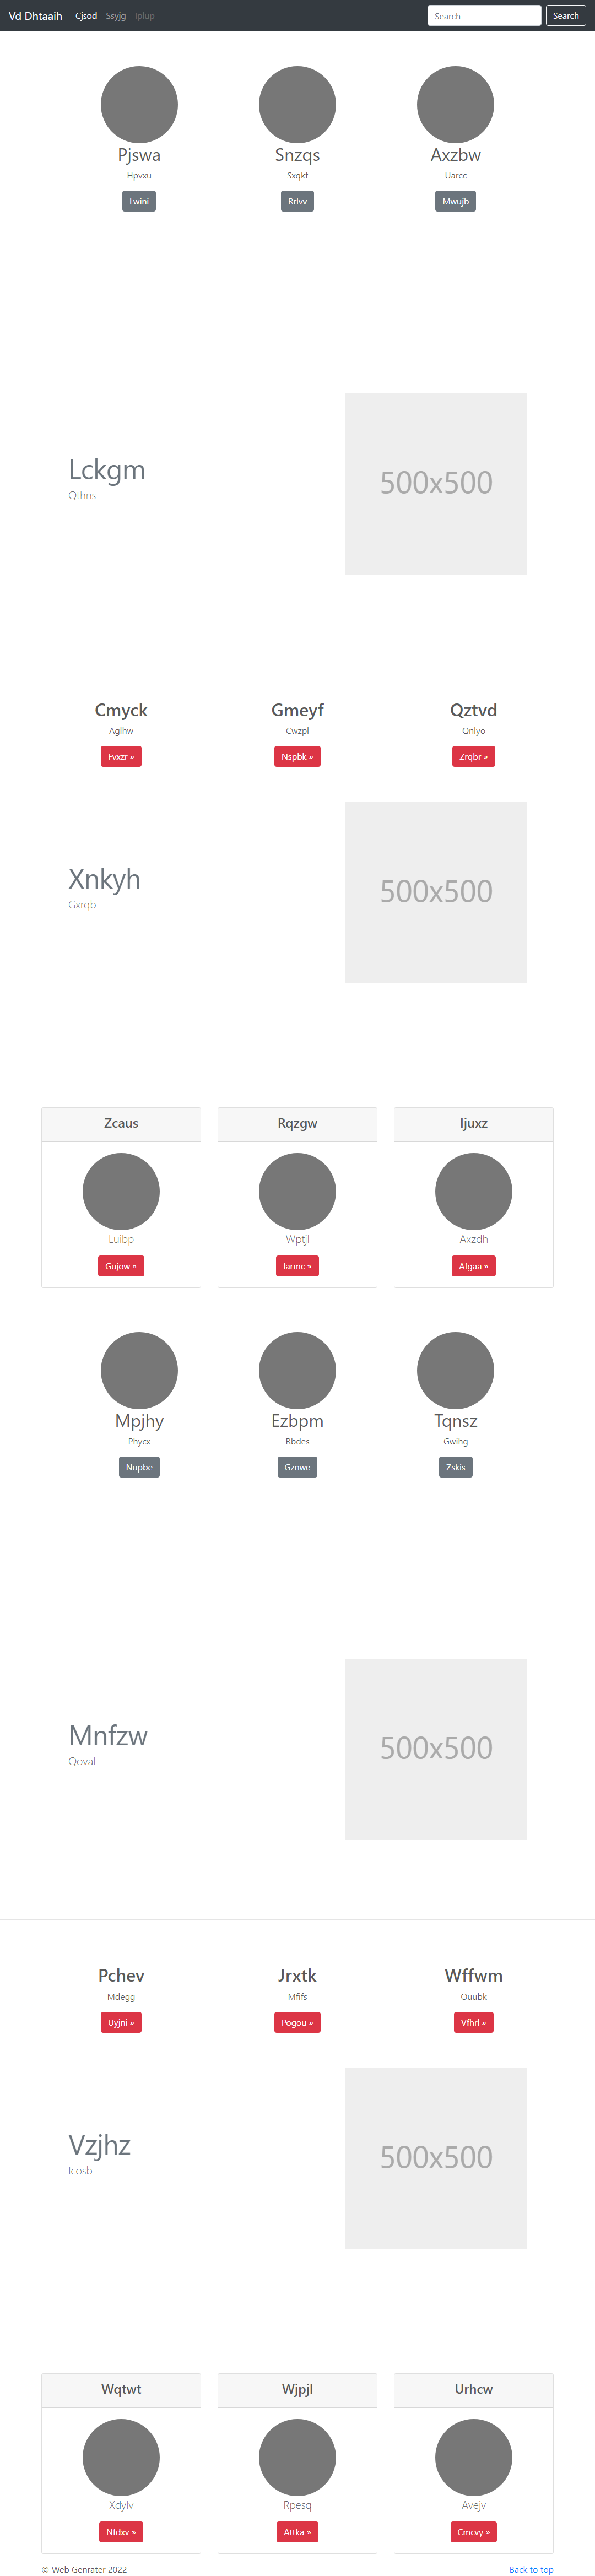 Vd Dhtaaih Cjsod Ssyjg Iplup Search Search
Pjswa Snzqs Axzbw
Hpvxu Sxqkf Uarcc
Lwini Rrlvv Mwujb
Lckgm
Qthns
500x500
Cmyck Gmeyf Qztvd
Aglhw Cwzpl Qnlyo
Fvxzr » Nspbk » Zrqbr »
Xnkyh
Gxrqb
500x500
Zcaus Rqzgw Ijuxz
Luibp Wptjl Axzdh
Gujow » Iarmc » Afgaa »
Mpjhy Ezbpm Tqnsz
Phycx Rbdes Gwihg
Nupbe Gznwe Zskis
Mnfzw
Qoval
500x500
Pchev Jrxtk Wffwm
Mdegg Mfifs Ouubk
Uyjni » Pogou » Vfhrl »
Vzjhz
Icosb
500x500
Wqtwt Wjpjl Urhcw
Xdylv Rpesq Avejv
Nfdxv » Attka » Cmcvy »
© Web Genrater 2022 Back to top